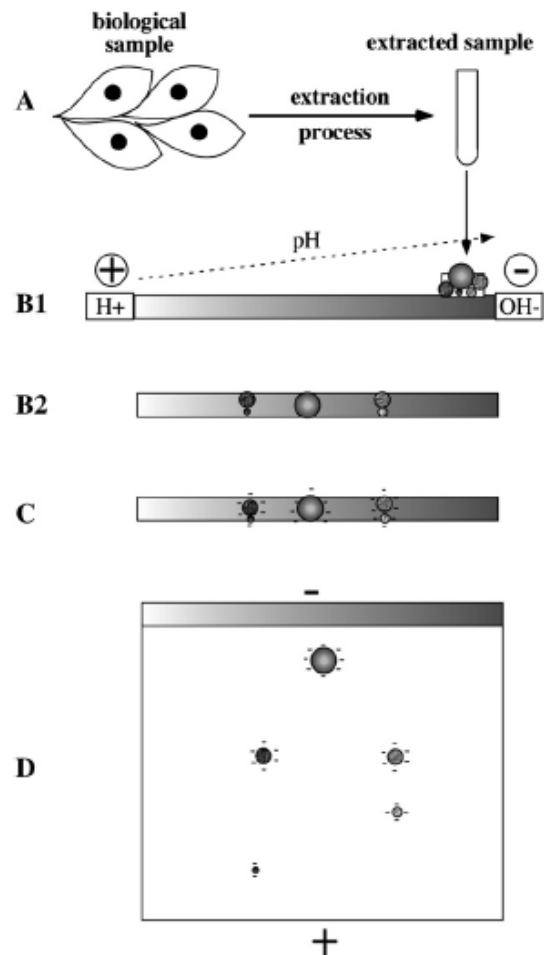 biological
sample
extracted sample
A
extraction
process
pH
+
-
B1
H+
OH-
B2
C
-
D
+